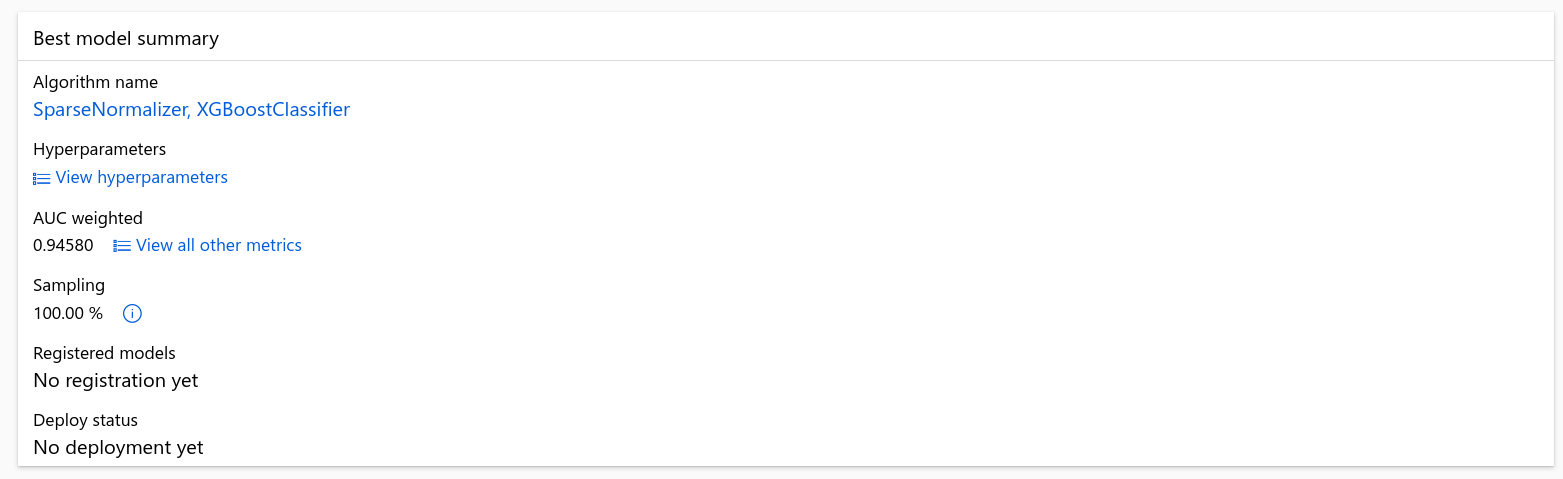 Best model summary
Algorithm name
SparseNormalizer, XGBoostClassifier
Hyperparameters
View hyperparameters
AUC weighted
0.94580 View all other metrics
Sampling
100.00 %
Registered models
No registration yet
Deploy status
No deployment yet